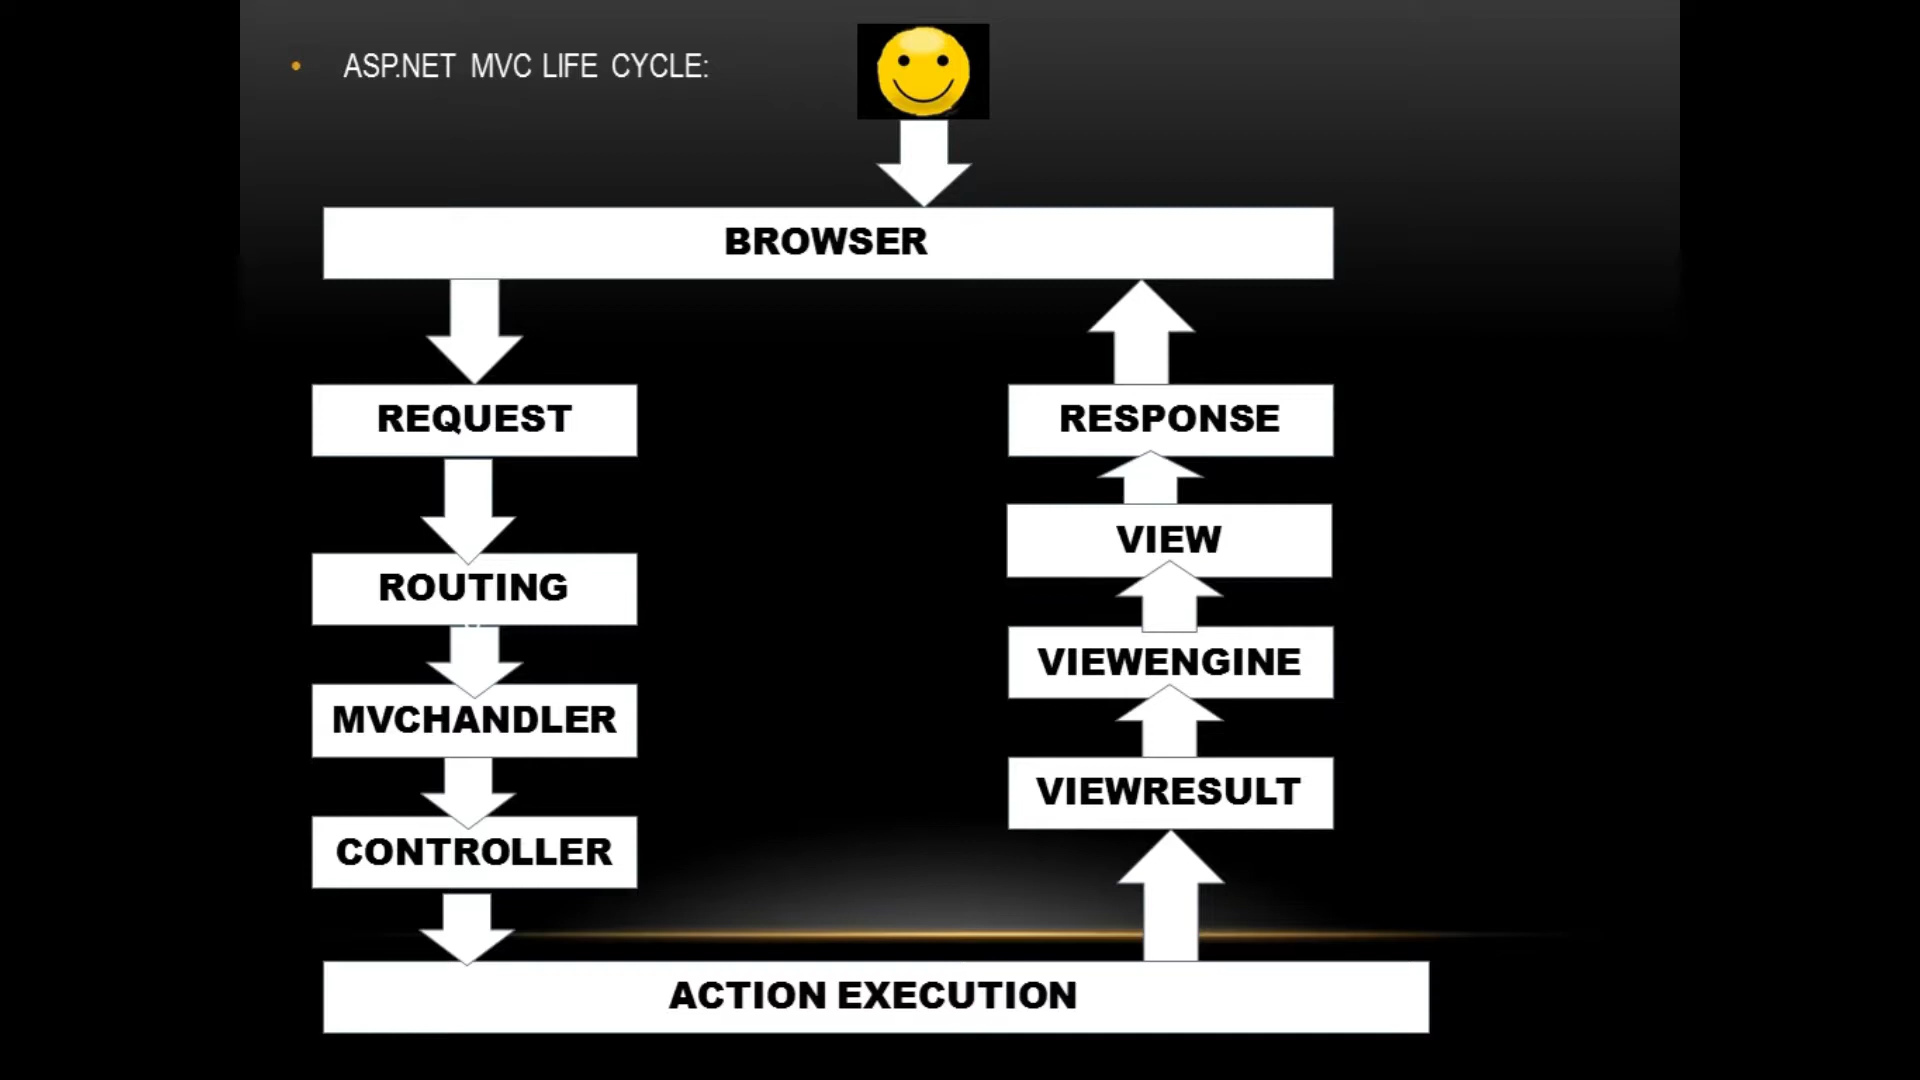 • ASP.NET MVC LIFE CYCLE:
BROWSER
REQUEST
ROUTING
MVCHANDLER
CONTROLLER
ACTION EXECUTION
VIEWRESULT
VIEWENGINE
VIEW
RESPONSE